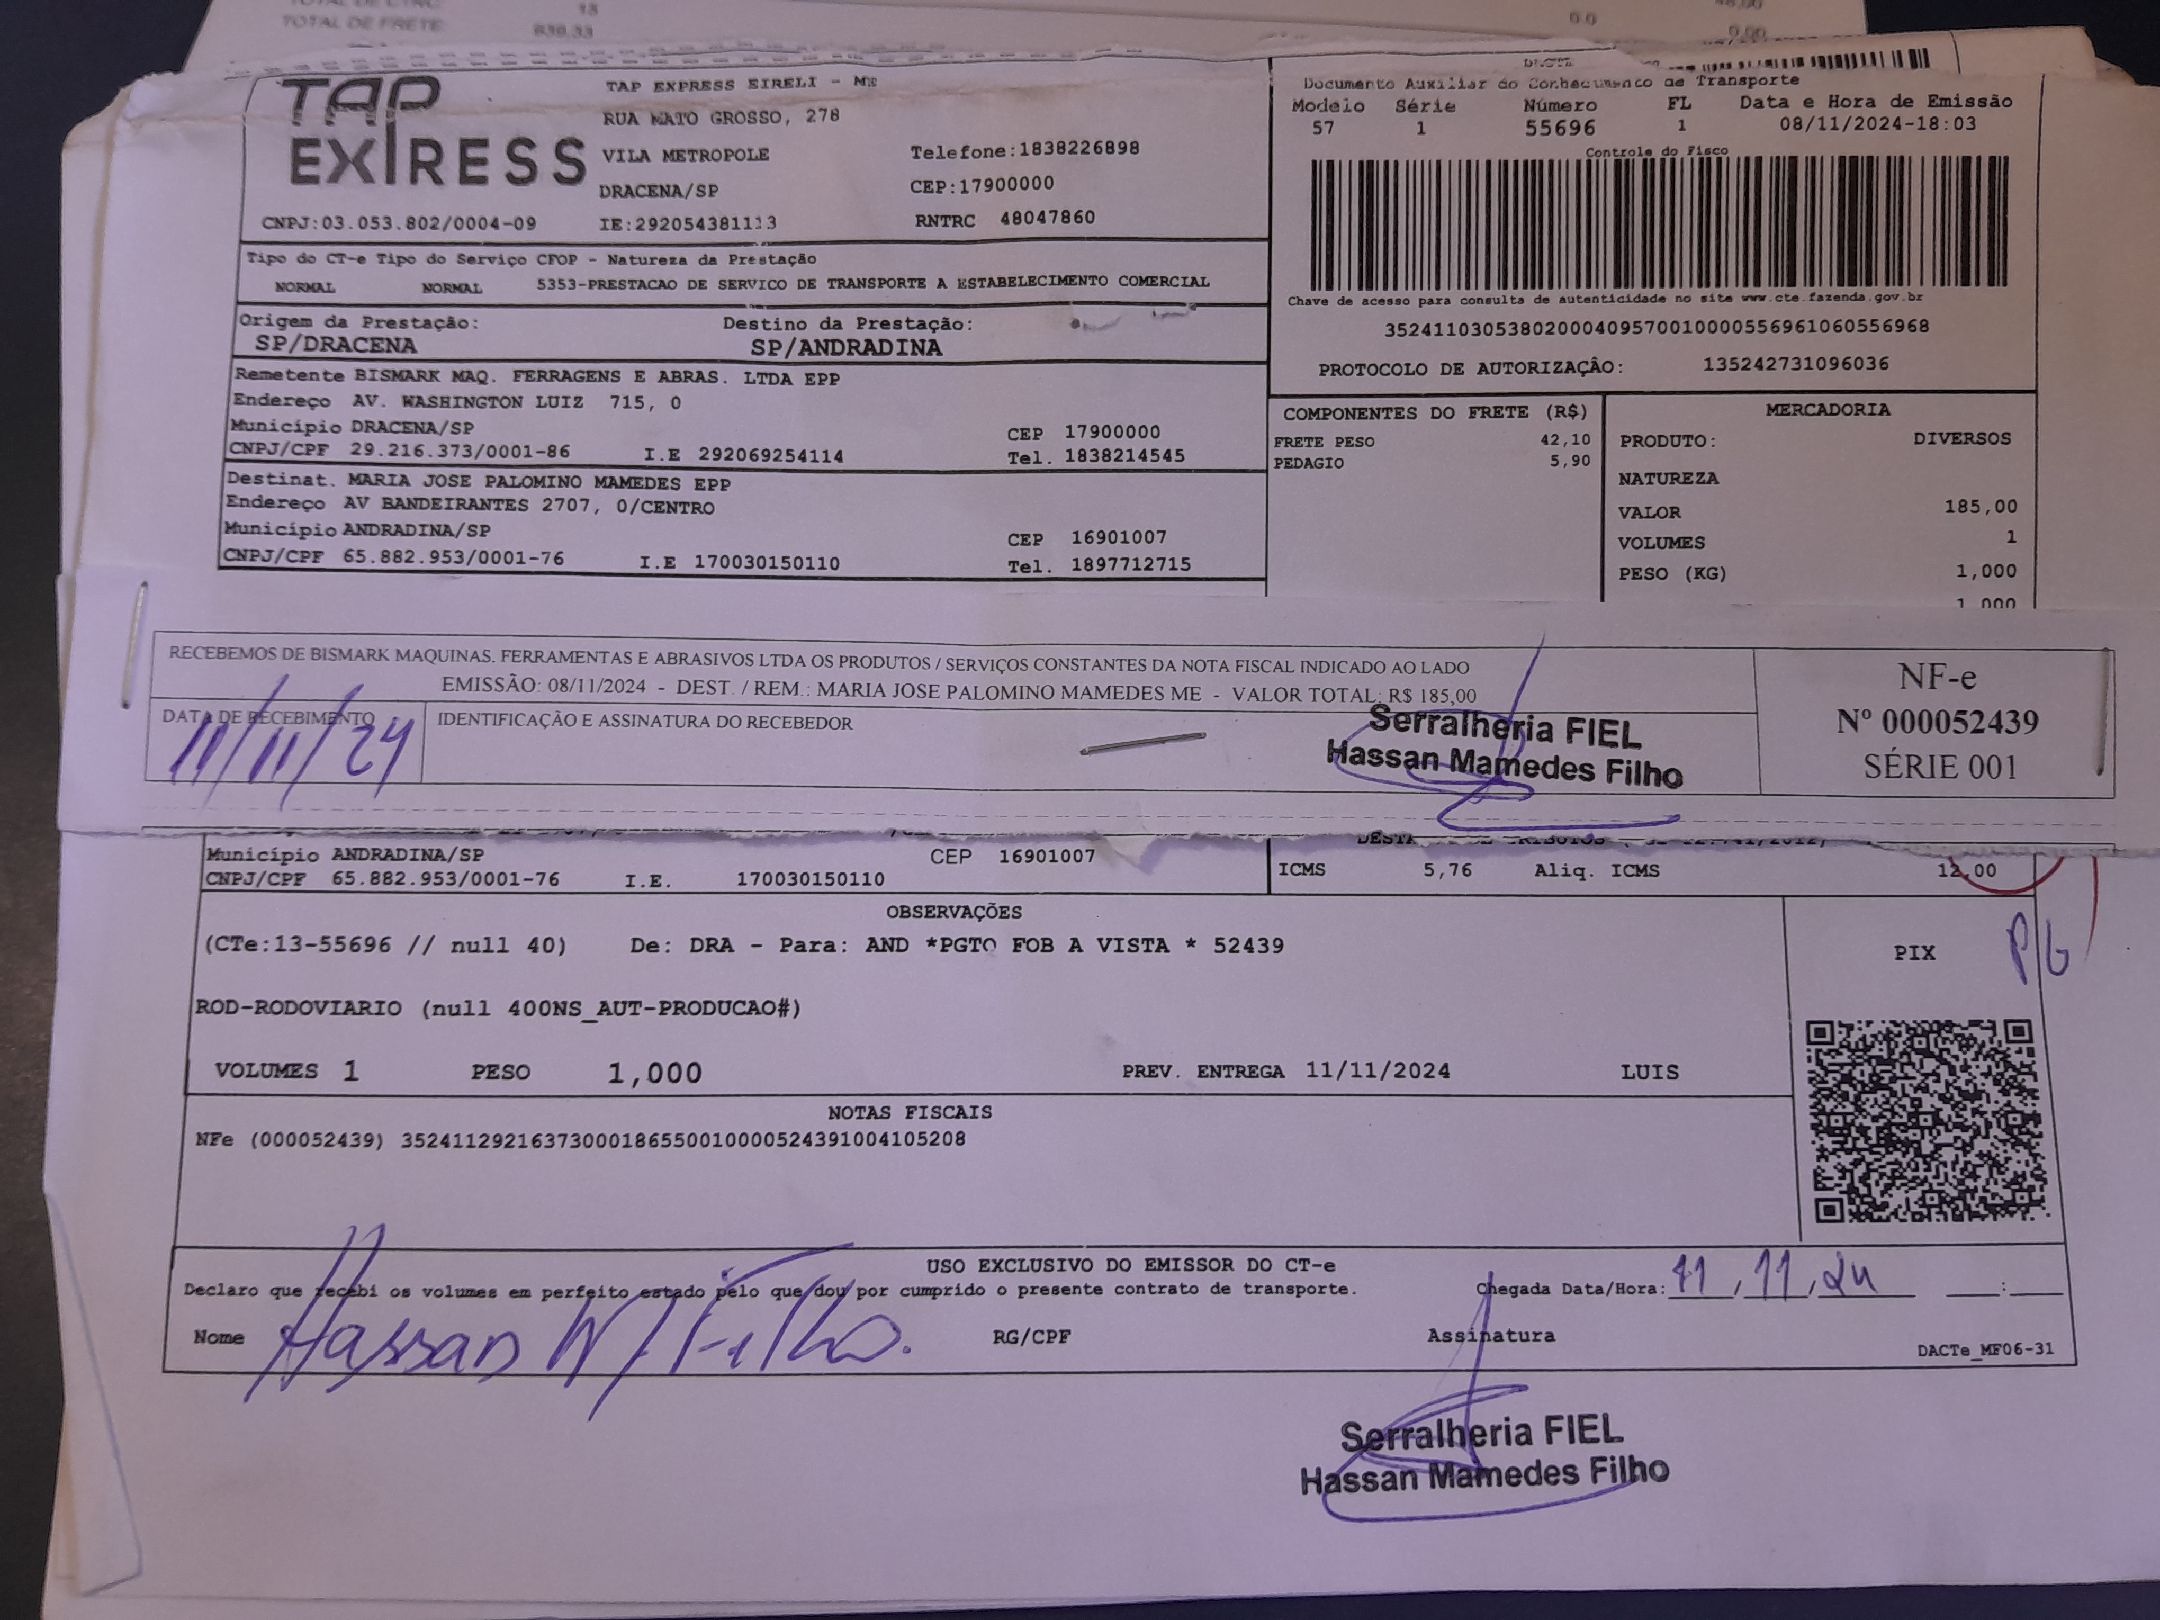 TOTAL DE FRETE 830.33
TAP EXPRESS
TAP EXPRESS EIRELI - ME
RUA MATO GROSSO, 278
VILA METROPOLE Telefone:1838226898
DRACENA/SP CEP:17900000
CNPJ:03.053.802/0004-09 IE:292054381113 RNTRC 48047860
Documento Auxiliar do Conhecimento de Transporte
Modelo Série Número FL Data e Hora de Emissão
57 1 55696 1 08/11/2024-18:03
Controle do Fisco
Chave de acesso para consulta de autenticidade no site www.cte.fazenda.gov.br
35241103053802000409570010000556961060556968
PROTOCOLO DE AUTORIZAÇÃO: 135242731096036
Tipo do CT-e Tipo do Serviço CFOP - Natureza da Prestação
NORMAL NORMAL 5353-PRESTACAO DE SERVICO DE TRANSPORTE A ESTABELECIMENTO COMERCIAL
Origem da Prestação: Destino da Prestação:
SP/DRACENA SP/ANDRADINA
Remetente BISMARK MAQ. FERRAGENS E ABRAS. LTDA EPP
Endereço AV. WASHINGTON LUIZ 715, 0
Município DRACENA/SP CEP 17900000
CNPJ/CPF 29.216.373/0001-86 I.E 292069254114 Tel. 1838214545
Destinat. MARIA JOSE PALOMINO MAMEDES EPP
Endereço AV BANDEIRANTES 2707, 0/CENTRO
Município ANDRADINA/SP CEP 16901007
CNPJ/CPF 65.882.953/0001-76 I.E 170030150110 Tel. 1897712715
COMPONENTES DO FRETE (R$)
FRETE PESO 42,10
PEDAGIO 5,90
MERCADORIA
PRODUTO: DIVERSOS
NATUREZA
VALOR 185,00
VOLUMES 1
PESO (KG) 1,000
1,000
RECEBEMOS DE BISMARK MAQUINAS. FERRAMENTAS E ABRASIVOS LTDA OS PRODUTOS / SERVIÇOS CONSTANTES DA NOTA FISCAL INDICADO AO LADO
EMISSÃO: 08/11/2024 - DEST. / REM.: MARIA JOSE PALOMINO MAMEDES ME - VALOR TOTAL: R$ 185,00
DATA DE RECEBIMENTO IDENTIFICAÇÃO E ASSINATURA DO RECEBEDOR
11/11/24
Serralheria FIEL
Hassan Mamedes Filho
NF-e
Nº 000052439
SÉRIE 001
Município ANDRADINA/SP CEP 16901007
CNPJ/CPF 65.882.953/0001-76 I.E. 170030150110
ICMS 5,76 Aliq. ICMS 12,00
OBSERVAÇÕES
(CTe:13-55696 // null 40) De: DRA - Para: AND *PGTO FOB A VISTA * 52439
ROD-RODOVIARIO (null 400NS_AUT-PRODUCAO#)
VOLUMES 1 PESO 1,000 PREV. ENTREGA 11/11/2024 LUIS
PIX
PG
NOTAS FISCAIS
NFe (000052439) 35241129216373000186550010000524391004105208
USO EXCLUSIVO DO EMISSOR DO CT-e
Declaro que recebi os volumes em perfeito estado pelo que dou por cumprido o presente contrato de transporte.
Chegada Data/Hora: 11, 11, 24 :
Nome Hassan M Filho. RG/CPF Assinatura
DACTe_MF06-31
Serralheria FIEL
Hassan Mamedes Filho